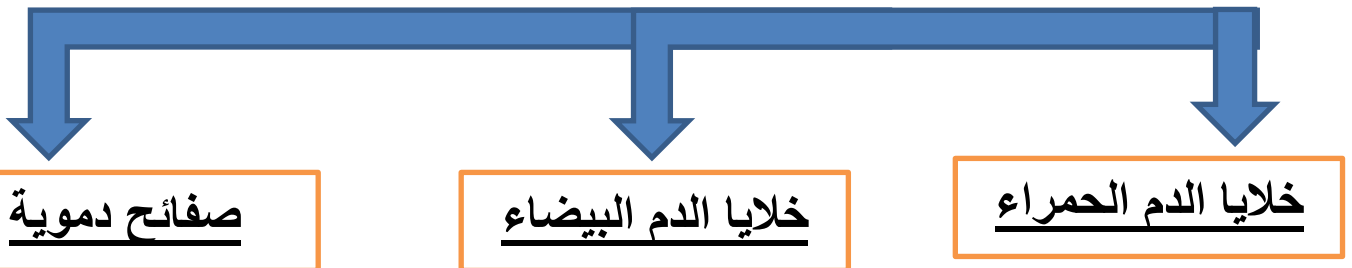 خلايا الدم الحمراء
خلايا الدم البيضاء
صفائح دموية